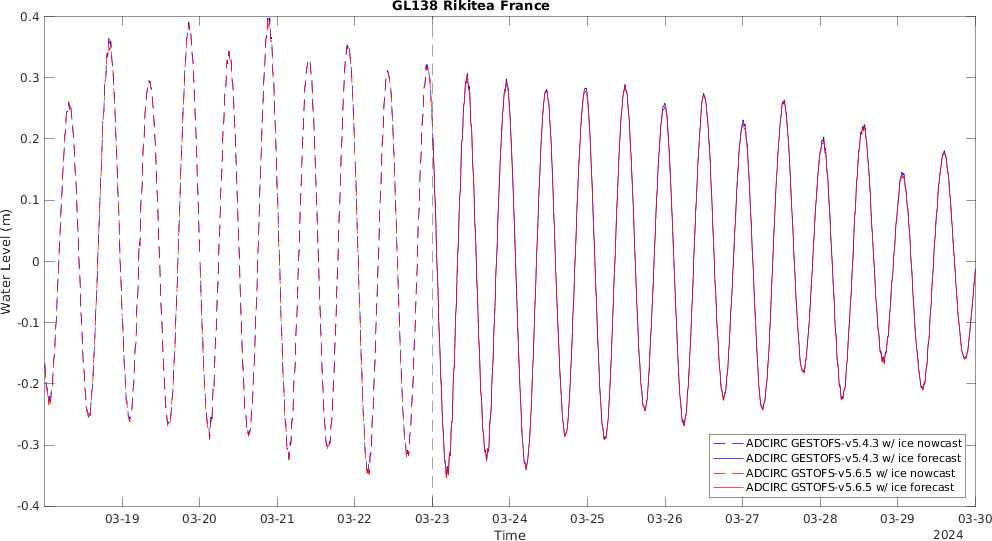 GL138 Rikitea France
Water Level (m)
0.4
0.3
0.2
0.1
0
-0.1
-0.2
-0.3
-0.4
ADCIRC GESTOFS-v5.4.3 w/ ice nowcast
ADCIRC GESTOFS-v5.4.3 w/ ice forecast
ADCIRC GSTOFS-v5.6.5 w/ ice nowcast
ADCIRC GSTOFS-v5.6.5 w/ ice forecast
03-19 03-20 03-21 03-22 03-23 03-24 03-25 03-26 03-27 03-28 03-29 03-30
Time
2024